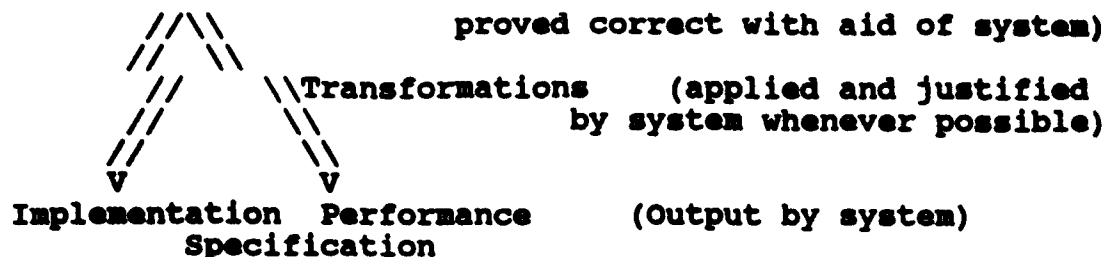 proved correct with aid of system)
Transformations (applied and justified
by system whenever possible)
V V
Implementation Performance (Output by system)
Specification